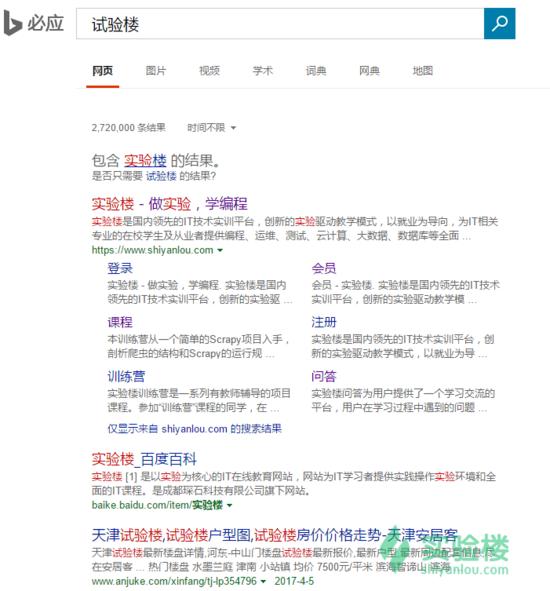 必应
试验楼
网页 图片 视频 学术 词典 网典 地图
2,720,000 条结果 时间不限
包含 实验楼 的结果。
是否只需要 试验楼 的结果?
实验楼 - 做实验，学编程
实验楼是国内领先的IT技术实训平台，创新的实验驱动教学模式，以就业为导向，为IT相关
专业的在校学生及从业者提供编程、运维、测试、云计算、大数据、数据库等全面 ...
https://www.shiyanlou.com
登录
实验楼 - 做实验，学编程. 实验楼是国内
领先的IT技术实训平台，创新的实验驱 ...
会员
会员 - 实验楼. 实验楼是国内领先的IT技术
实训平台，创新的实验驱动教学模 ...
课程
本训练营从一个简单的Scrapy项目入手，
剖析爬虫的结构和Scrapy的运行规 ...
注册
实验楼是国内领先的IT技术实训平台，创
新的实验驱动教学模式，以就业为导 ...
训练营
实验楼训练营是一系列有教师辅导的项目
课程。参加“训练营”课程的同学，在 ...
问答
实验楼问答为用户提供了一个学习交流的
平台，用户在学习过程中遇到的问题 ...
仅显示来自 shiyanlou.com 的搜索结果
实验楼_百度百科
实验楼 [1] 是以实验为核心的IT在线教育网站，网站为IT学习者提供实践操作实验环境和全
面的IT课程。是成都琛石科技有限公司旗下网站。
baike.baidu.com/item/实验楼
天津试验楼,试验楼户型图,试验楼房价价格走势-天津安居客
天津试验楼最新楼盘详情,河东-中山门楼盘试验楼最新报价,最新户型,最新周边配套信息,尽
在安居客 ... 热门楼盘 水墨兰庭 津南 小站镇 均价 7500元/平米 滨海智谛山 滨海
www.anjuke.com/xinfang/tj-lp354796 2017-4-5
实验楼
shiyanlou.com